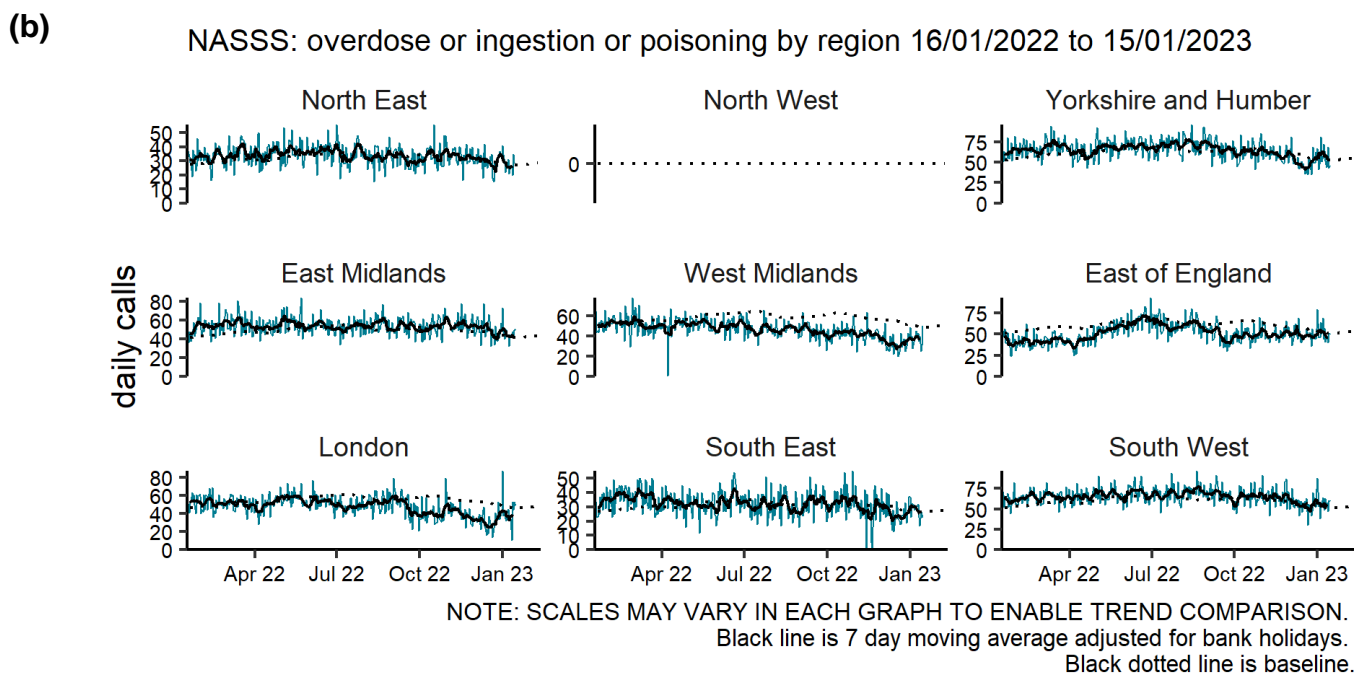 (b)
NASSS: overdose or ingestion or poisoning by region 16/01/2022 to 15/01/2023
North East
North West
Yorkshire and Humber
50
40
30
20
10
0
0
75
50
25
0
East Midlands
West Midlands
East of England
daily calls
80
60
40
20
0
60
40
20
0
75
50
25
0
London
South East
South West
80
60
40
20
0
50
40
30
20
10
0
75
50
25
0
Apr 22 Jul 22 Oct 22 Jan 23
Apr 22 Jul 22 Oct 22 Jan 23
Apr 22 Jul 22 Oct 22 Jan 23
NOTE: SCALES MAY VARY IN EACH GRAPH TO ENABLE TREND COMPARISON.
Black line is 7 day moving average adjusted for bank holidays.
Black dotted line is baseline.